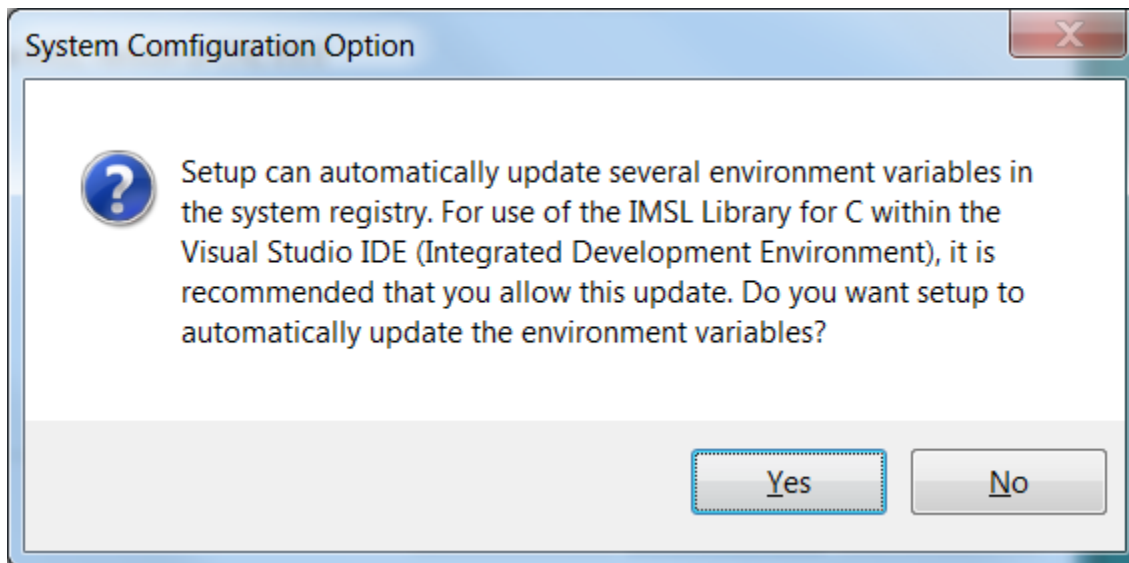 System Comfiguration Option
X
?
Setup can automatically update several environment variables in
the system registry. For use of the IMSL Library for C within the
Visual Studio IDE (Integrated Development Environment), it is
recommended that you allow this update. Do you want setup to
automatically update the environment variables?
Yes
No